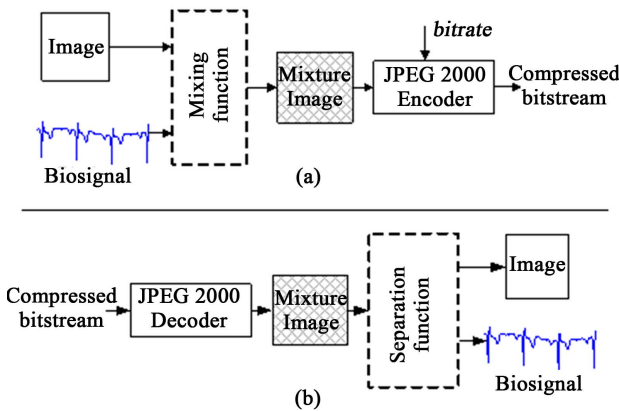 Image
Biosignal
Mixing
function
Mixture
Image
bitrate
JPEG 2000
Encoder
Compressed
bitstream
(a)
Compressed
bitstream
JPEG 2000
Decoder
Mixture
Image
Separation
function
Image
Biosignal
(b)